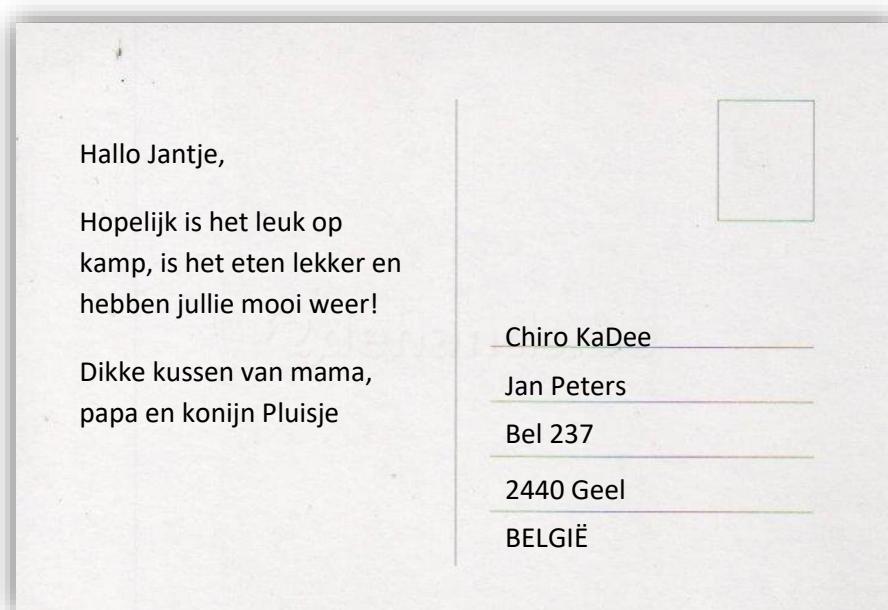 Hallo Jantje,
Hopelijk is het leuk op
kamp, is het eten lekker en
hebben jullie mooi weer!
Dikke kussen van mama,
papa en konijn Pluisje
Chiro KaDee
Jan Peters
Bel 237
2440 Geel
BELGIË